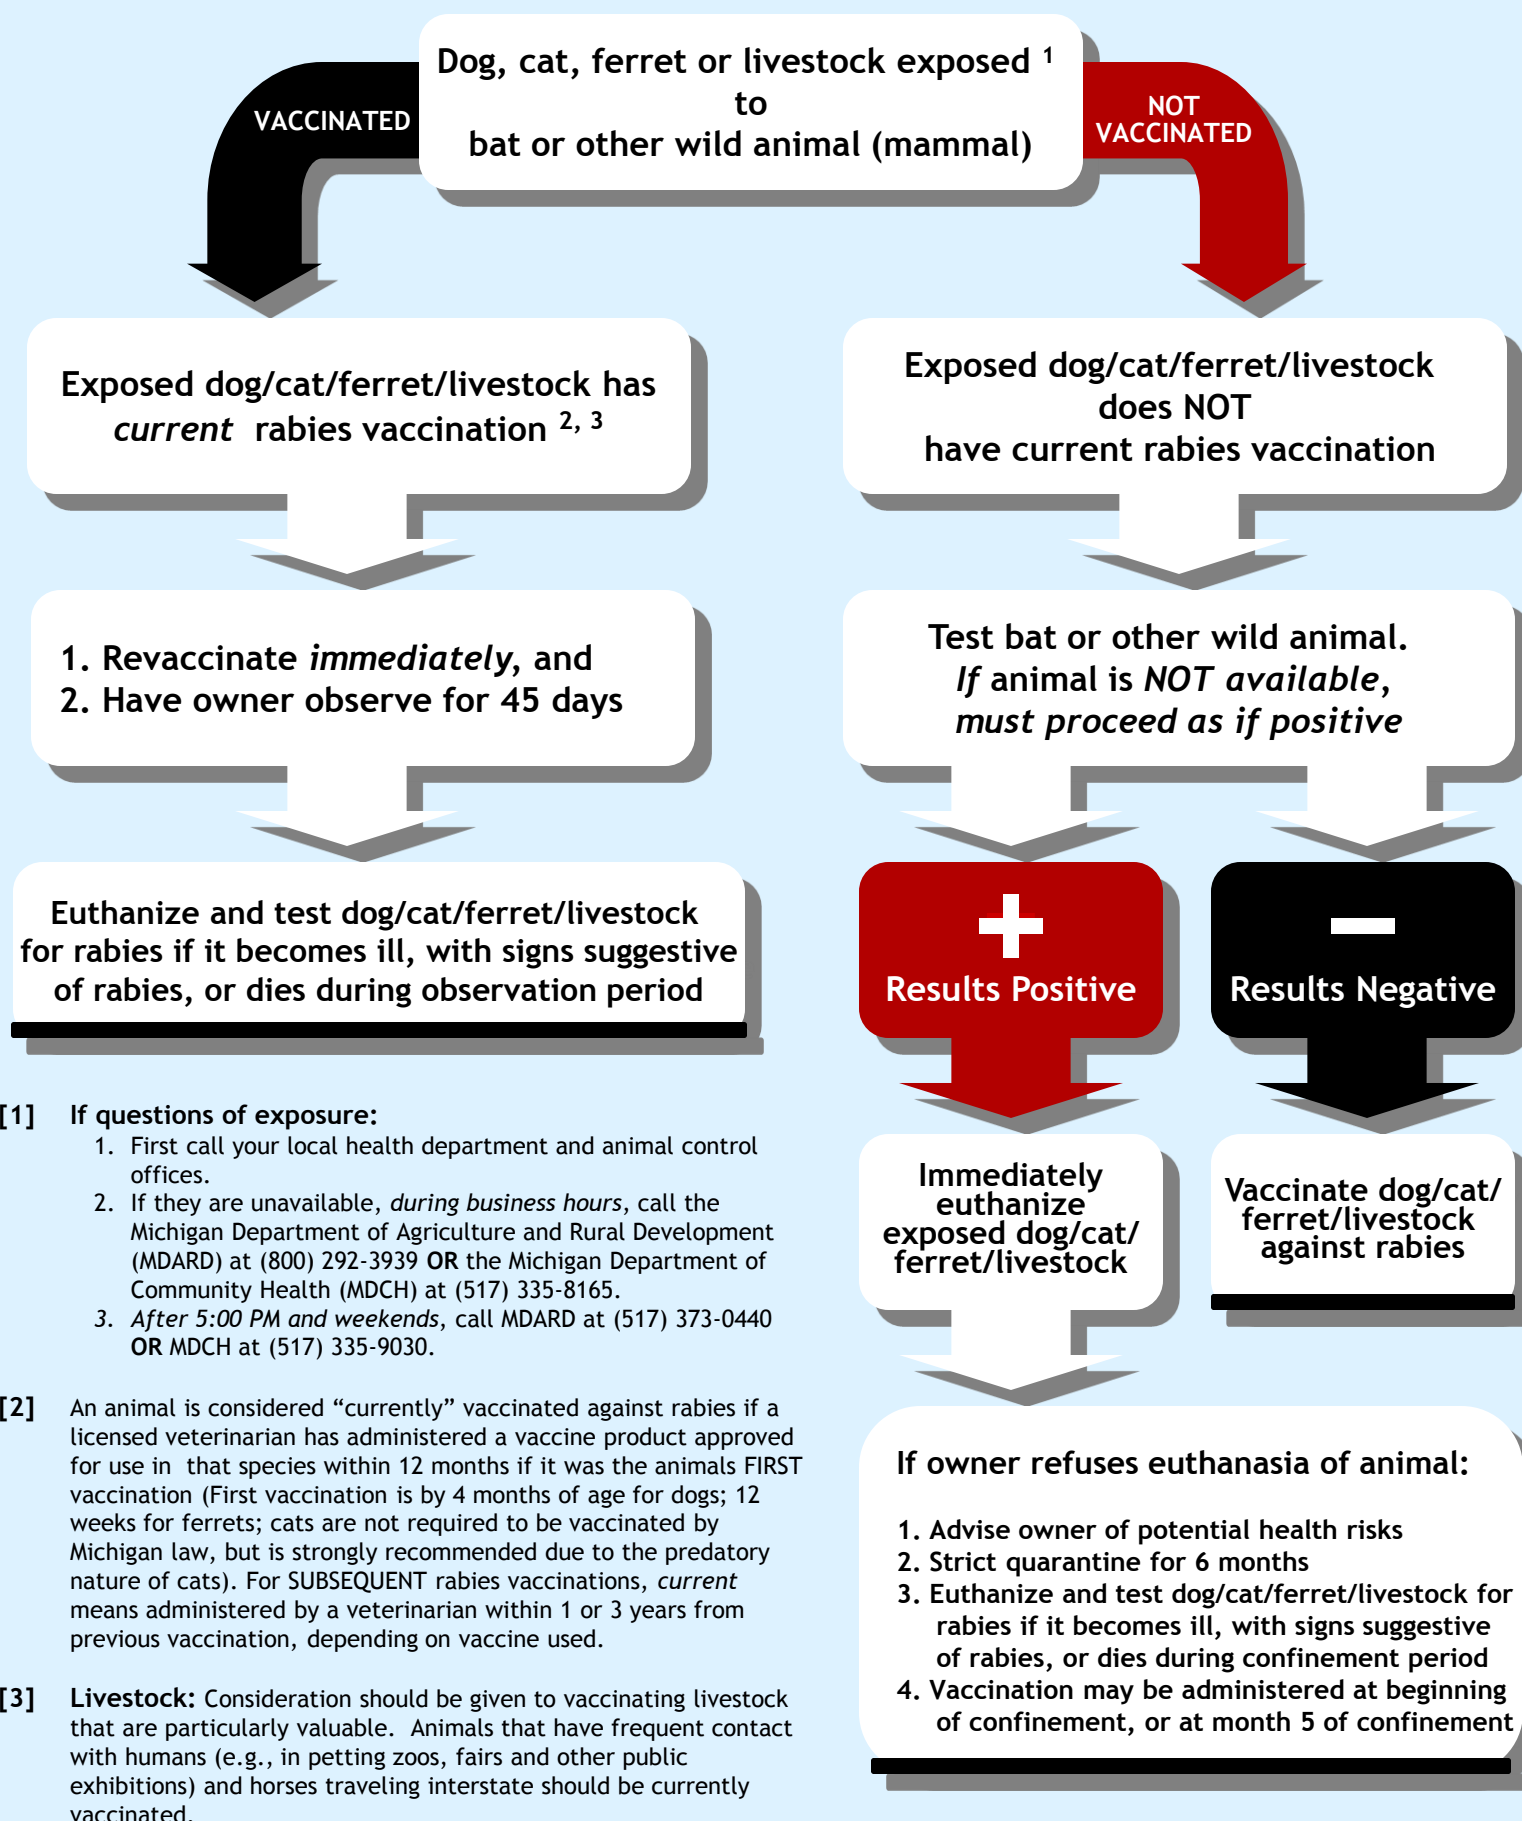 Dog, cat, ferret or livestock exposed 1
to
bat or other wild animal (mammal)
VACCINATED
NOT
VACCINATED
Exposed dog/cat/ferret/livestock has
current rabies vaccination 2, 3
1. Revaccinate immediately, and
2. Have owner observe for 45 days
Euthanize and test dog/cat/ferret/livestock
for rabies if it becomes ill, with signs suggestive
of rabies, or dies during observation period
Exposed dog/cat/ferret/livestock
does NOT
have current rabies vaccination
Test bat or other wild animal.
If animal is NOT available,
must proceed as if positive
+
Results Positive
–
Results Negative
Immediately
euthanize
exposed dog/cat/
ferret/livestock
Vaccinate dog/cat/
ferret/livestock
against rabies
If owner refuses euthanasia of animal:
1. Advise owner of potential health risks
2. Strict quarantine for 6 months
3. Euthanize and test dog/cat/ferret/livestock for
rabies if it becomes ill, with signs suggestive
of rabies, or dies during confinement period
4. Vaccination may be administered at beginning
of confinement, or at month 5 of confinement
[1] If questions of exposure:
1. First call your local health department and animal control
offices.
2. If they are unavailable, during business hours, call the
Michigan Department of Agriculture and Rural Development
(MDARD) at (800) 292-3939 OR the Michigan Department of
Community Health (MDCH) at (517) 335-8165.
3. After 5:00 PM and weekends, call MDARD at (517) 373-0440
OR MDCH at (517) 335-9030.
[2] An animal is considered “currently” vaccinated against rabies if a
licensed veterinarian has administered a vaccine product approved
for use in that species within 12 months if it was the animals FIRST
vaccination (First vaccination is by 4 months of age for dogs; 12
weeks for ferrets; cats are not required to be vaccinated by
Michigan law, but is strongly recommended due to the predatory
nature of cats). For SUBSEQUENT rabies vaccinations, current
means administered by a veterinarian within 1 or 3 years from
previous vaccination, depending on vaccine used.
[3] Livestock: Consideration should be given to vaccinating livestock
that are particularly valuable. Animals that have frequent contact
with humans (e.g., in petting zoos, fairs and other public
exhibitions) and horses traveling interstate should be currently
vaccinated.